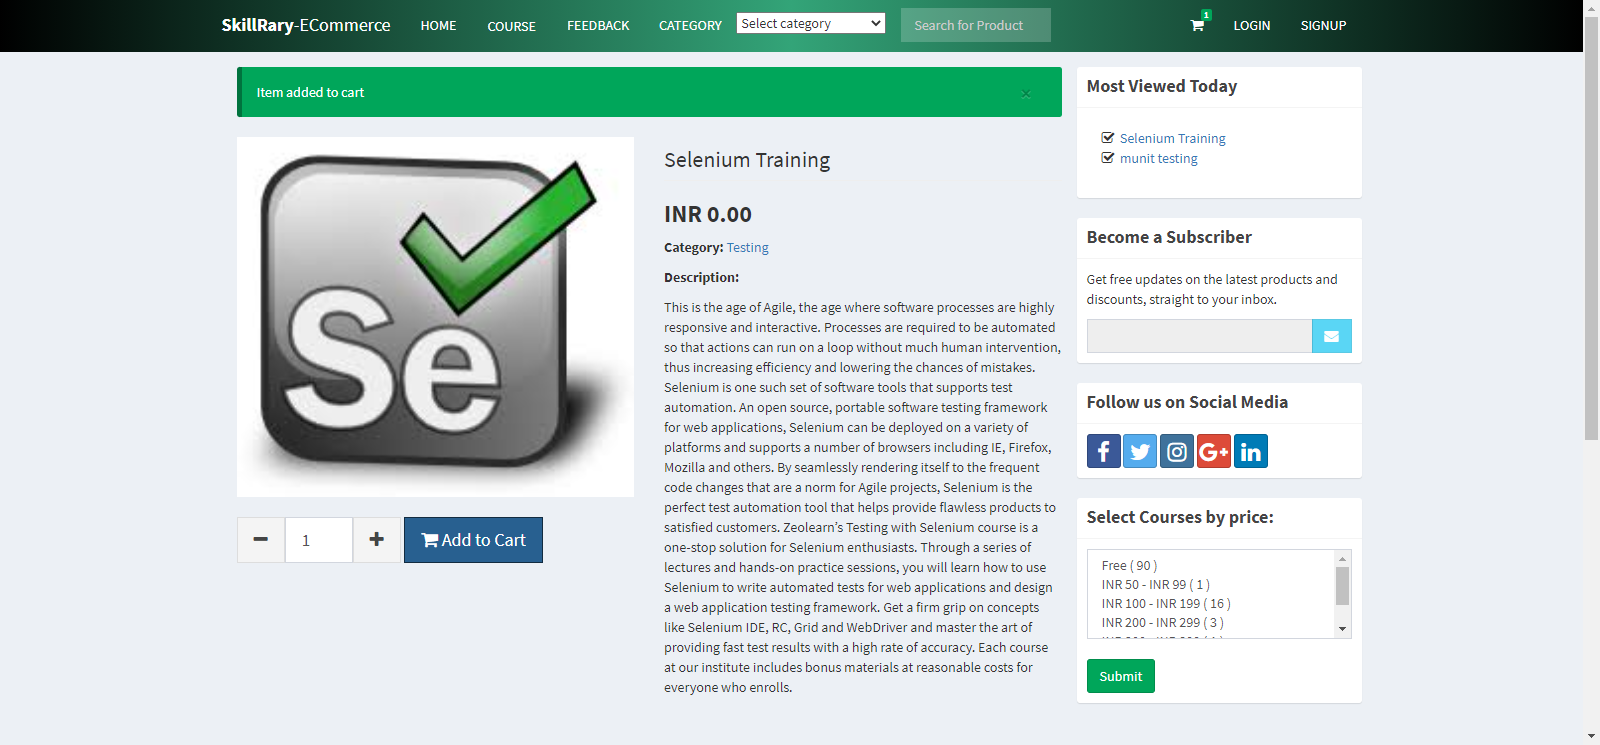 SkillRary-ECommerce HOME COURSE FEEDBACK CATEGORY Select category Search for Product 1 LOGIN SIGNUP
Item added to cart ×
Se
1 Add to Cart
Selenium Training
INR 0.00
Category: Testing
Description:
This is the age of Agile, the age where software processes are highly
responsive and interactive. Processes are required to be automated
so that actions can run on a loop without much human intervention,
thus increasing efficiency and lowering the chances of mistakes.
Selenium is one such set of software tools that supports test
automation. An open source, portable software testing framework
for web applications, Selenium can be deployed on a variety of
platforms and supports a number of browsers including IE, Firefox,
Mozilla and others. By seamlessly rendering itself to the frequent
code changes that are a norm for Agile projects, Selenium is the
perfect test automation tool that helps provide flawless products to
satisfied customers. Zeolearn’s Testing with Selenium course is a
one-stop solution for Selenium enthusiasts. Through a series of
lectures and hands-on practice sessions, you will learn how to use
Selenium to write automated tests for web applications and design
a web application testing framework. Get a firm grip on concepts
like Selenium IDE, RC, Grid and WebDriver and master the art of
providing fast test results with a high rate of accuracy. Each course
at our institute includes bonus materials at reasonable costs for
everyone who enrolls.
Most Viewed Today
Selenium Training
munit testing
Become a Subscriber
Get free updates on the latest products and
discounts, straight to your inbox.
Follow us on Social Media
f G+ in
Select Courses by price:
Free ( 90 )
INR 50 - INR 99 ( 1 )
INR 100 - INR 199 ( 16 )
INR 200 - INR 299 ( 3 )
Submit